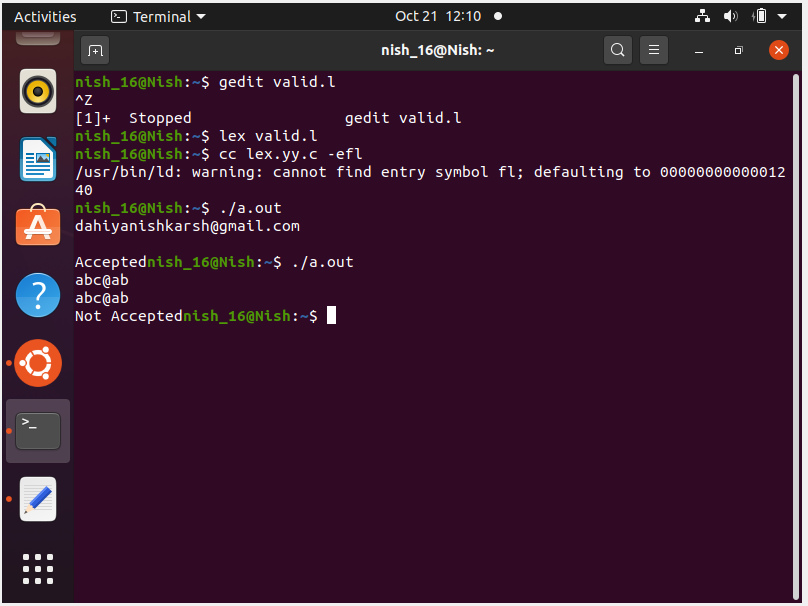 Activities Terminal Oct 21 12:10
nish_16@Nish: ~
nish_16@Nish:~$ gedit valid.l
^Z
[1]+  Stopped                 gedit valid.l
nish_16@Nish:~$ lex valid.l
nish_16@Nish:~$ cc lex.yy.c -efl
/usr/bin/ld: warning: cannot find entry symbol fl; defaulting to 00000000000012
40
nish_16@Nish:~$ ./a.out
dahiyanishkarsh@gmail.com
Acceptednish_16@Nish:~$ ./a.out
abc@ab
abc@ab
Not Acceptednish_16@Nish:~$